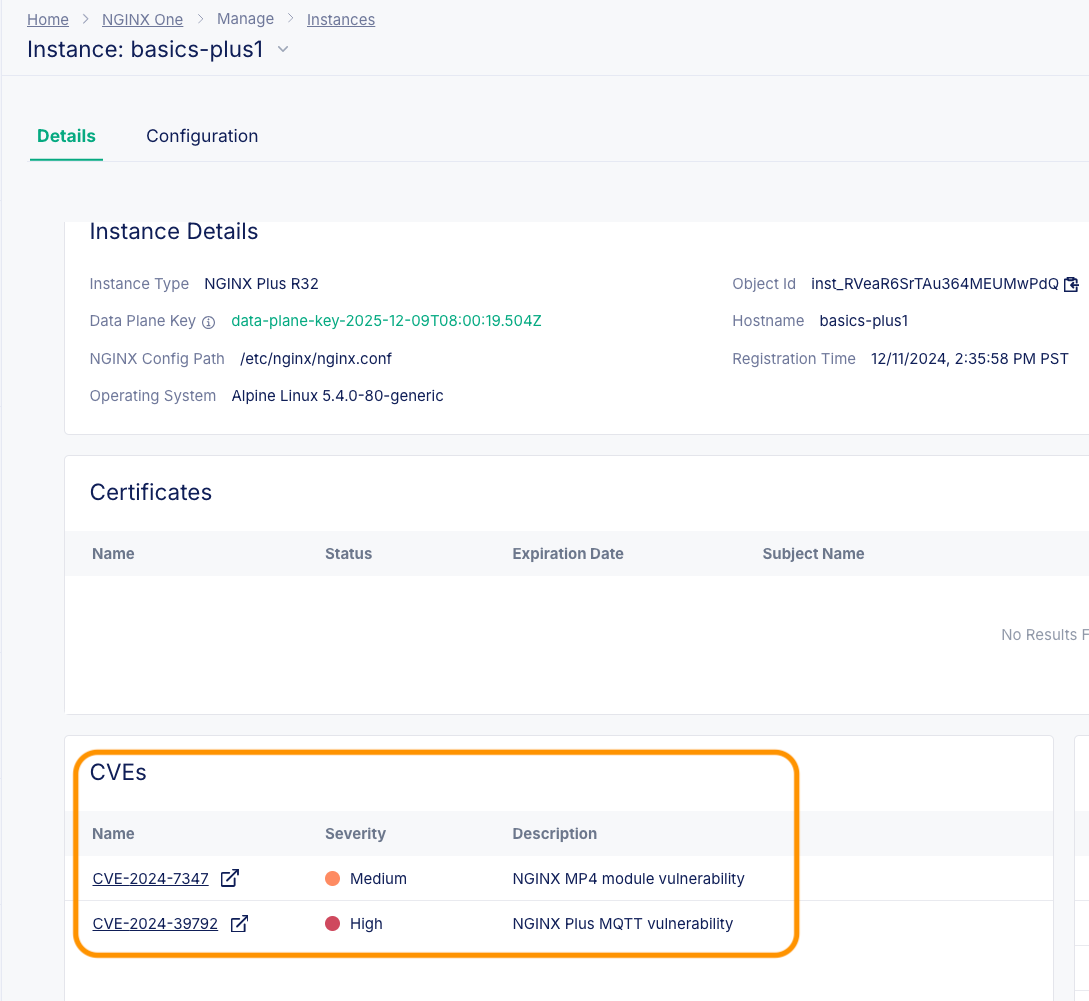 Home > NGINX One > Manage > Instances
Instance: basics-plus1
Details Configuration
Instance Details
Instance Type NGINX Plus R32 Object Id inst_RVeaR6SrTAu364MEUMwPdQ
Data Plane Key data-plane-key-2025-12-09T08:00:19.504Z Hostname basics-plus1
NGINX Config Path /etc/nginx/nginx.conf Registration Time 12/11/2024, 2:35:58 PM PST
Operating System Alpine Linux 5.4.0-80-generic
Certificates
Name Status Expiration Date Subject Name
No Results F
CVEs
Name Severity Description
CVE-2024-7347 Medium NGINX MP4 module vulnerability
CVE-2024-39792 High NGINX Plus MQTT vulnerability